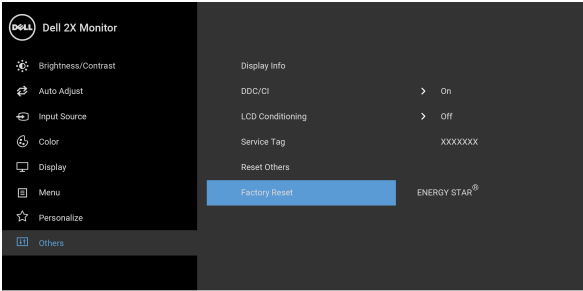 DELL Dell 2X Monitor
Brightness/Contrast Display Info
Auto Adjust DDC/CI > On
Input Source LCD Conditioning > Off
Color Service Tag XXXXXXX
Display Reset Others
Menu Factory Reset ENERGY STAR®
Personalize
Others